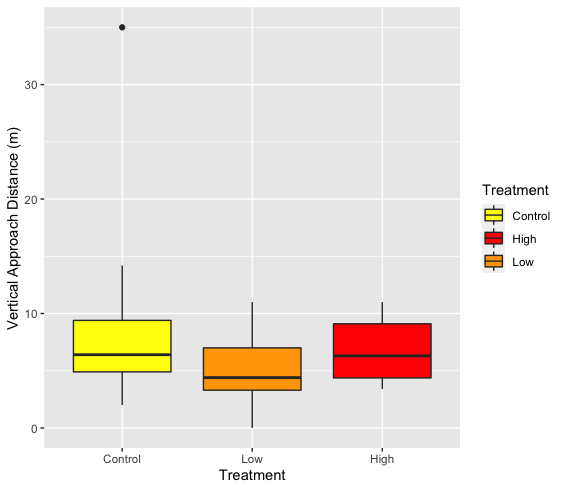 Vertical Approach Distance (m)
30
20
10
0
Control Low High
Treatment
Treatment
Control
High
Low